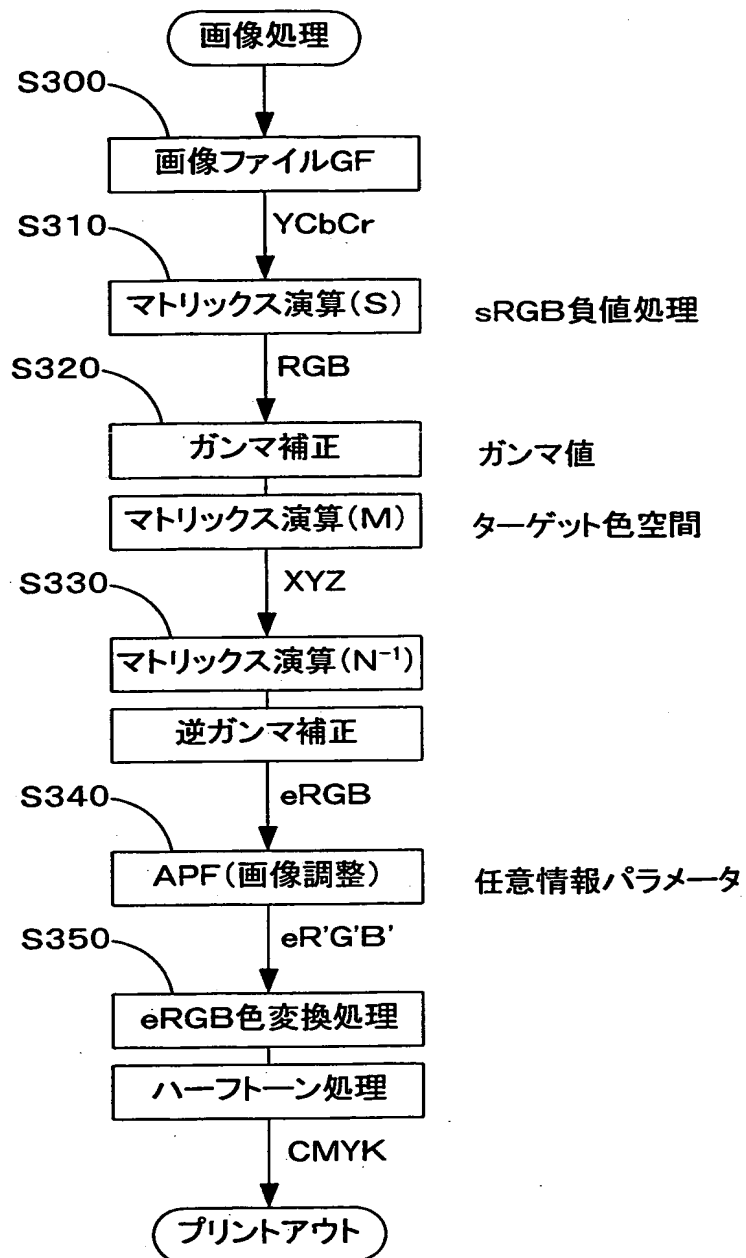 画像処理
S300
画像ファイルGF
S310
YCbCr
マトリックス演算(S)
sRGB負値処理
S320
RGB
ガンマ補正
ガンマ値
マトリックス演算(M)
ターゲット色空間
S330
XYZ
マトリックス演算(N⁻¹)
逆ガンマ補正
S340
eRGB
APF(画像調整)
任意情報パラメータ
S350
eR'G'B'
eRGB色変換処理
ハーフトーン処理
CMYK
プリントアウト